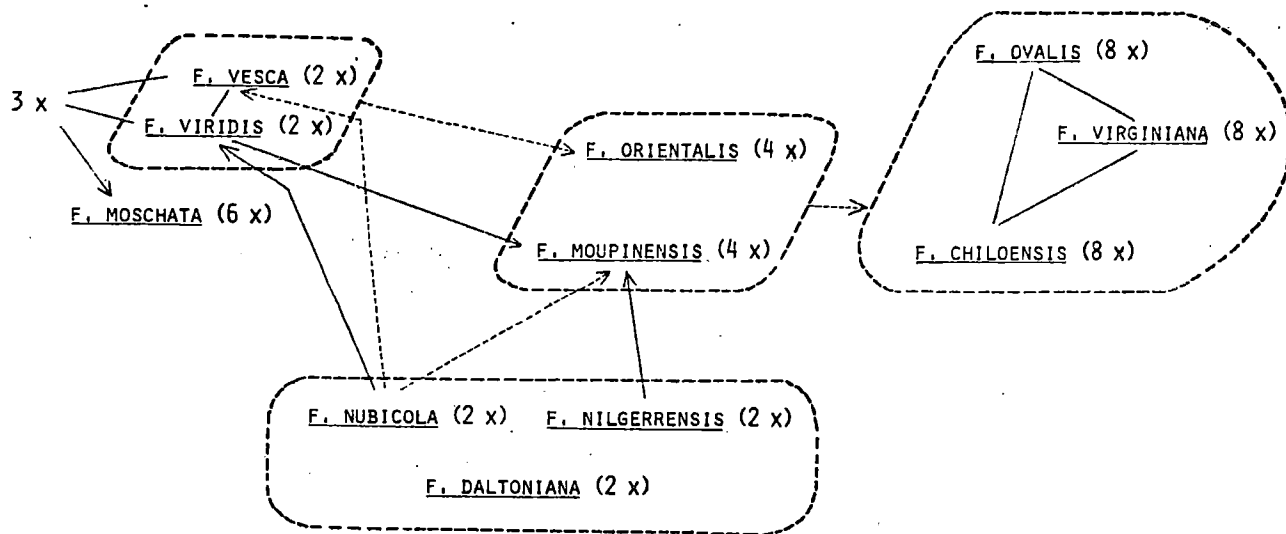 F. VESCA (2 x)
3 x
F. VIRIDIS (2 x)
F. MOSCHATA (6 x)
F. ORIENTALIS (4 x)
F. MOUPINENSIS (4 x)
F. OVALIS (8 x)
F. VIRGINIANA (8 x)
F. CHILOENSIS (8 x)
F. NUBICOLA (2 x)
F. NILGERRENSIS (2 x)
F. DALTONIANA (2 x)